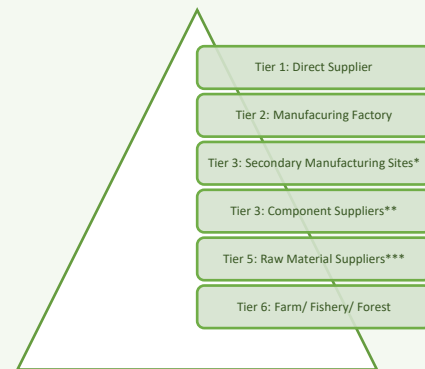 Tier 1: Direct Supplier
Tier 2: Manufacuring Factory
Tier 3: Secondary Manufacturing Sites*
Tier 3: Component Suppliers**
Tier 5: Raw Material Suppliers***
Tier 6: Farm/ Fishery/ Forest